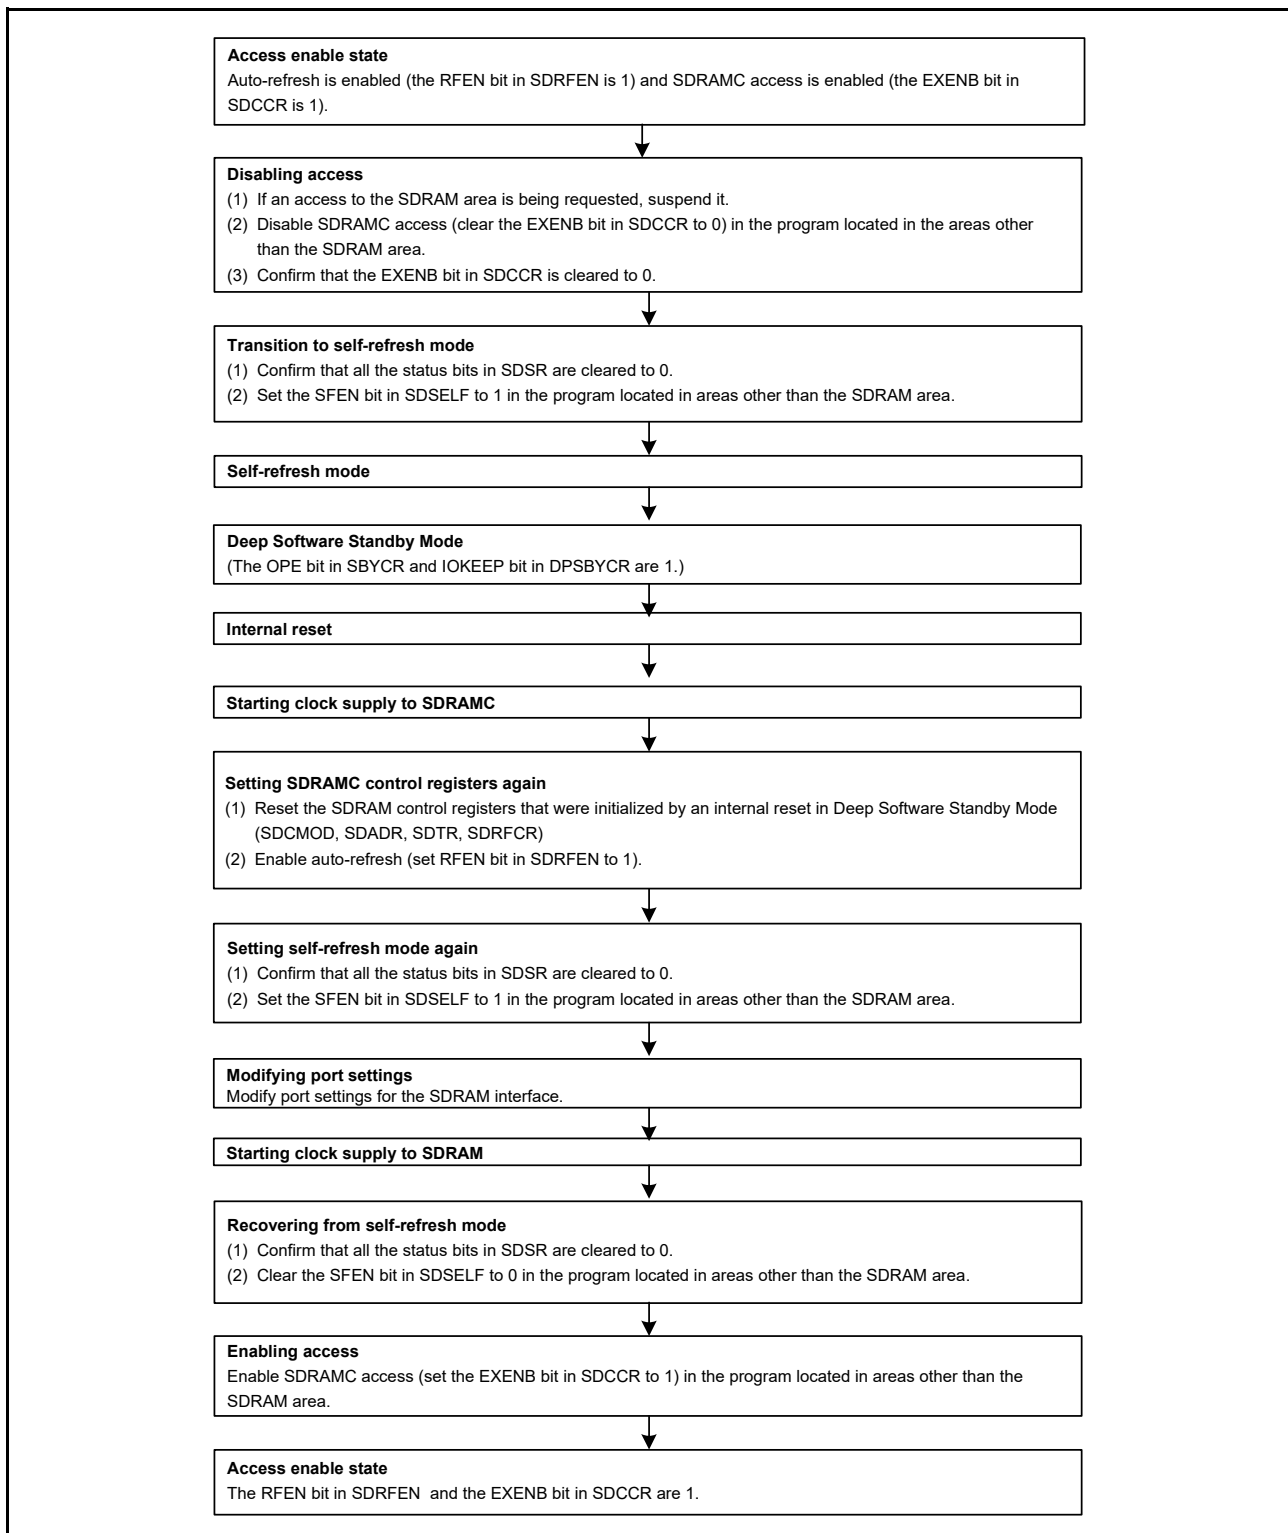 Access enable state
Auto-refresh is enabled (the RFEN bit in SDRFEN is 1) and SDRAMC access is enabled (the EXENB bit in
SDCCR is 1).
Disabling access
(1) If an access to the SDRAM area is being requested, suspend it.
(2) Disable SDRAMC access (clear the EXENB bit in SDCCR to 0) in the program located in the areas other
than the SDRAM area.
(3) Confirm that the EXENB bit in SDCCR is cleared to 0.
Transition to self-refresh mode
(1) Confirm that all the status bits in SDSR are cleared to 0.
(2) Set the SFEN bit in SDSELF to 1 in the program located in areas other than the SDRAM area.
Self-refresh mode
Deep Software Standby Mode
(The OPE bit in SBYCR and IOKEEP bit in DPSBYCR are 1.)
Internal reset
Starting clock supply to SDRAMC
Setting SDRAMC control registers again
(1) Reset the SDRAM control registers that were initialized by an internal reset in Deep Software Standby Mode
(SDCMOD, SDADR, SDTR, SDRFCR)
(2) Enable auto-refresh (set RFEN bit in SDRFEN to 1).
Setting self-refresh mode again
(1) Confirm that all the status bits in SDSR are cleared to 0.
(2) Set the SFEN bit in SDSELF to 1 in the program located in areas other than the SDRAM area.
Modifying port settings
Modify port settings for the SDRAM interface.
Starting clock supply to SDRAM
Recovering from self-refresh mode
(1) Confirm that all the status bits in SDSR are cleared to 0.
(2) Clear the SFEN bit in SDSELF to 0 in the program located in areas other than the SDRAM area.
Enabling access
Enable SDRAMC access (set the EXENB bit in SDCCR to 1) in the program located in areas other than the
SDRAM area.
Access enable state
The RFEN bit in SDRFEN and the EXENB bit in SDCCR are 1.